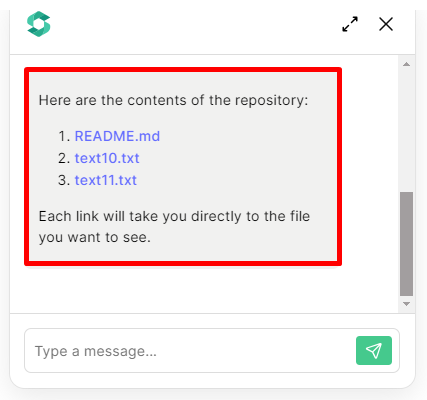 Here are the contents of the repository:
1. README.md
2. text10.txt
3. text11.txt
Each link will take you directly to the file
you want to see.
Type a message...